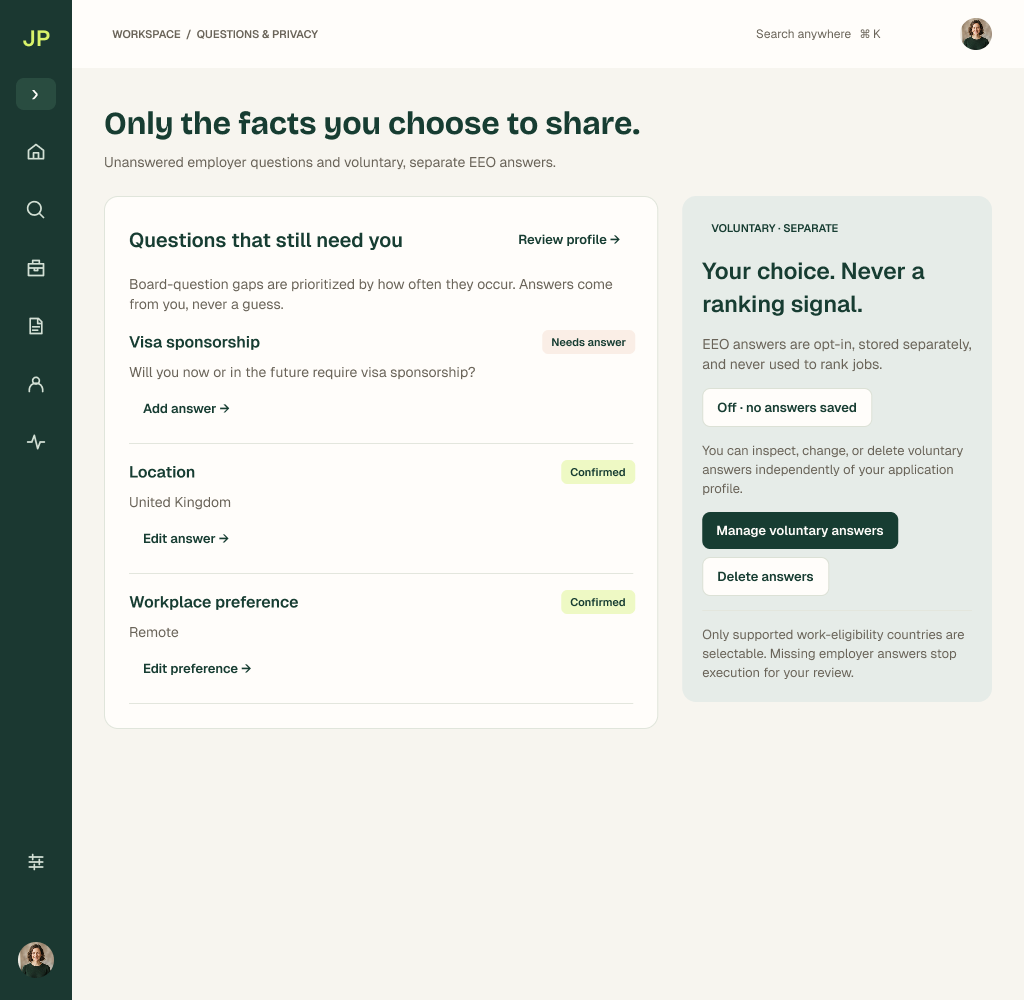 JP
WORKSPACE / QUESTIONS & PRIVACY
Search anywhere ⌘ K
Only the facts you choose to share.
Unanswered employer questions and voluntary, separate EEO answers.
Questions that still need you
Review profile →
Board-question gaps are prioritized by how often they occur. Answers come
from you, never a guess.
Visa sponsorship
Needs answer
Will you now or in the future require visa sponsorship?
Add answer →
Location
Confirmed
United Kingdom
Edit answer →
Workplace preference
Confirmed
Remote
Edit preference →
VOLUNTARY · SEPARATE
Your choice. Never a
ranking signal.
EEO answers are opt-in, stored separately,
and never used to rank jobs.
Off · no answers saved
You can inspect, change, or delete voluntary
answers independently of your application
profile.
Manage voluntary answers
Delete answers
Only supported work-eligibility countries are
selectable. Missing employer answers stop
execution for your review.